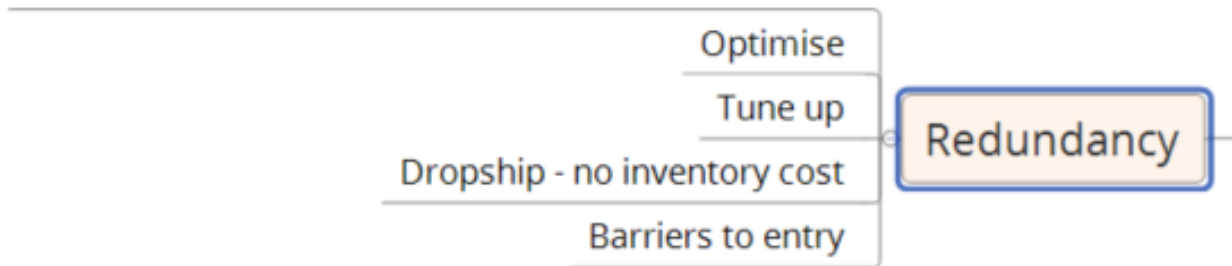 Optimise
Tune up
Dropship - no inventory cost
Barriers to entry
Redundancy